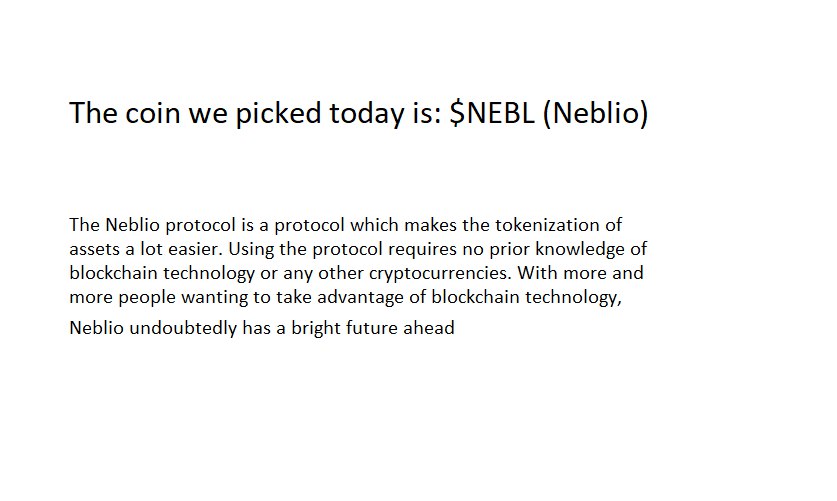 The coin we picked today is: $NEBL (Neblio)
The Neblio protocol is a protocol which makes the tokenization of
assets a lot easier. Using the protocol requires no prior knowledge of
blockchain technology or any other cryptocurrencies. With more and
more people wanting to take advantage of blockchain technology,
Neblio undoubtedly has a bright future ahead